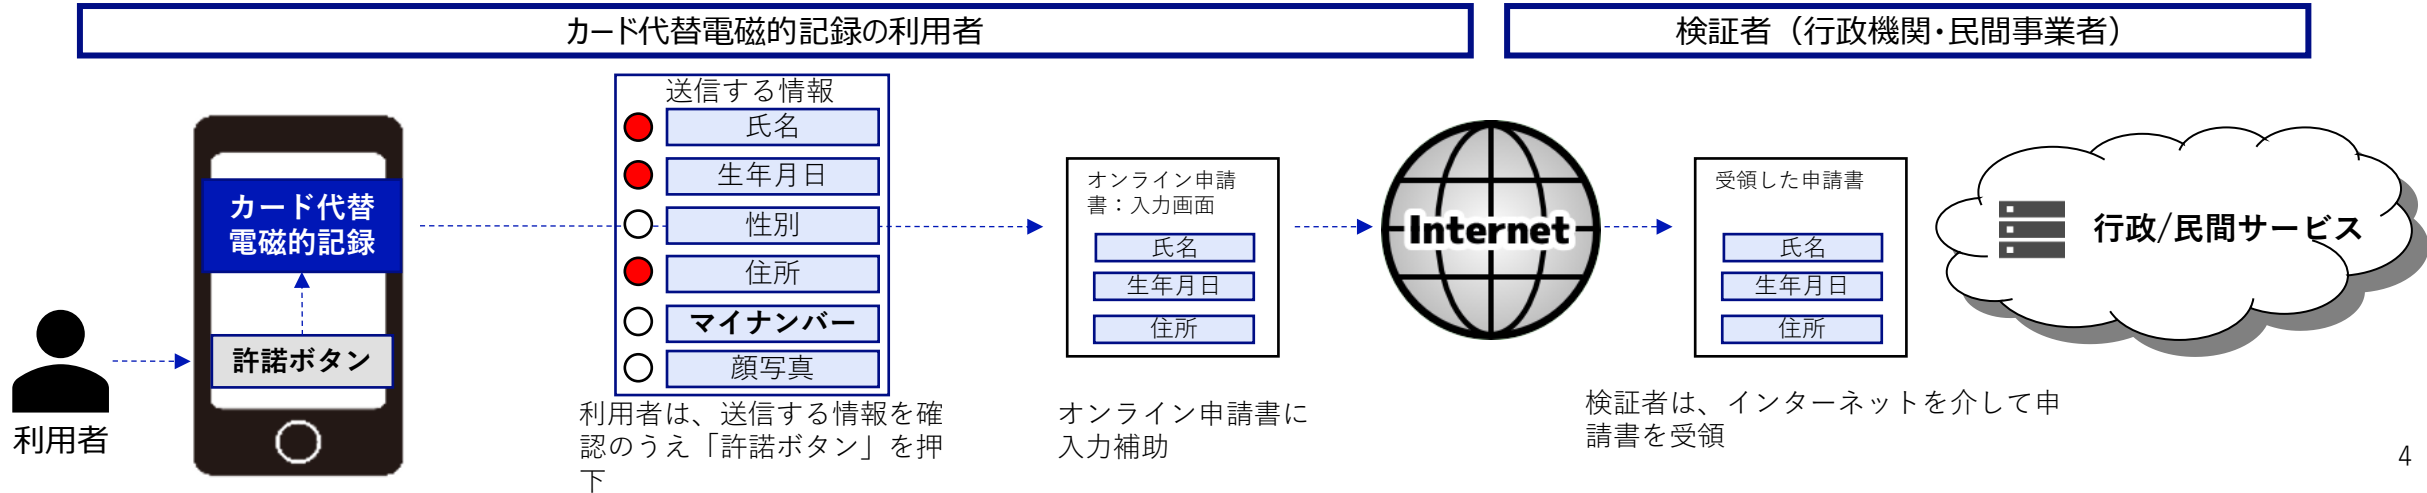 カード代替電磁的記録の利用者
検証者（行政機関・民間事業者）
カード代替
電磁的記録
許諾ボタン
利用者
送信する情報
氏名
生年月日
性別
住所
マイナンバー
顔写真
利用者は、送信する情報を確
認のうえ「許諾ボタン」を押
下
オンライン申請
書：入力画面
氏名
生年月日
住所
オンライン申請書に
入力補助
Internet
受領した申請書
氏名
生年月日
住所
検証者は、インターネットを介して申
請書を受領
行政/民間サービス
4